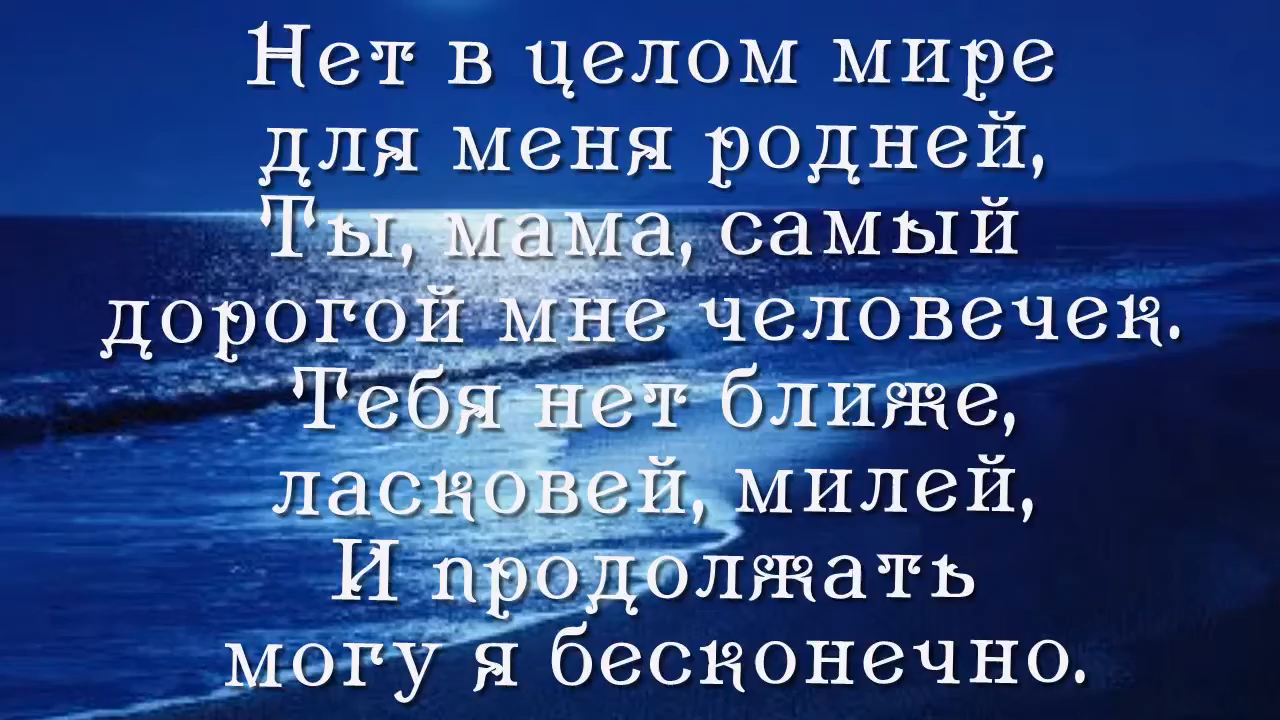 Нет в целом мире
для меня родней,
Ты, мама, самый
дорогой мне человечек.
Тебя нет ближе,
ласковей, милей,
И продолжать
могу я бесконечно.